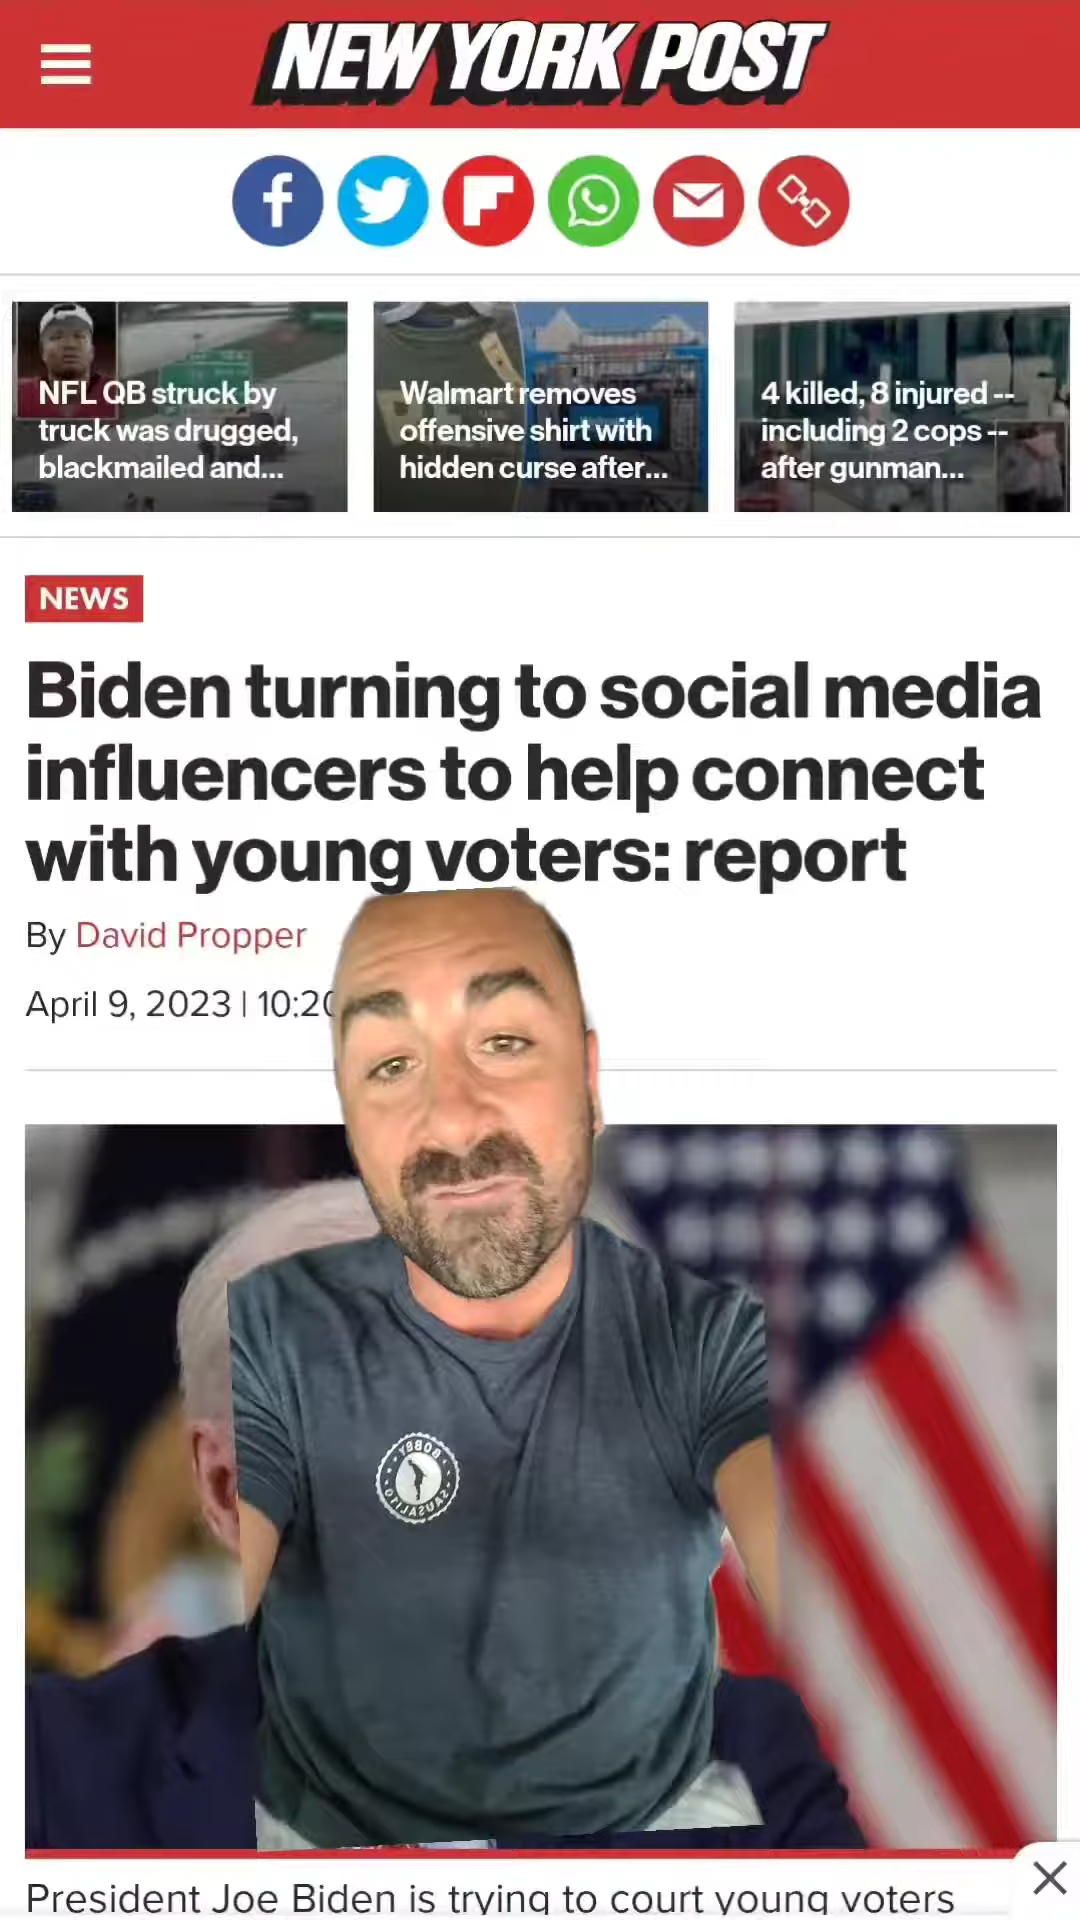 NEW YORK POST
NFL QB struck by
truck was drugged,
blackmailed and...
Walmart removes
offensive shirt with
hidden curse after...
4 killed, 8 injured --
including 2 cops --
after gunman...
NEWS
Biden turning to social media
influencers to help connect
with young voters: report
By David Propper
April 9, 2023 | 10:20
BOBBY
SAUSALITO
President Joe Biden is trying to court young voters